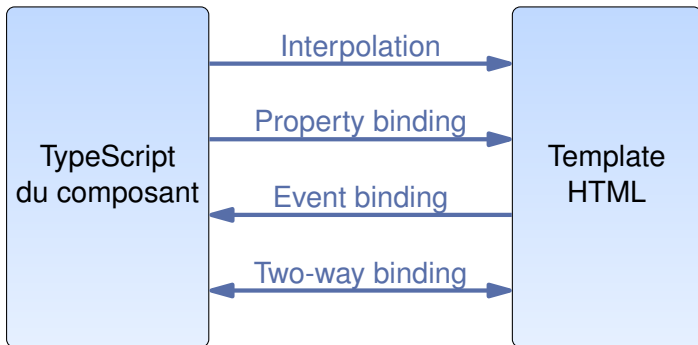 Interpolation
Property binding
TypeScript
du composant
Template
HTML
Event binding
Two-way binding